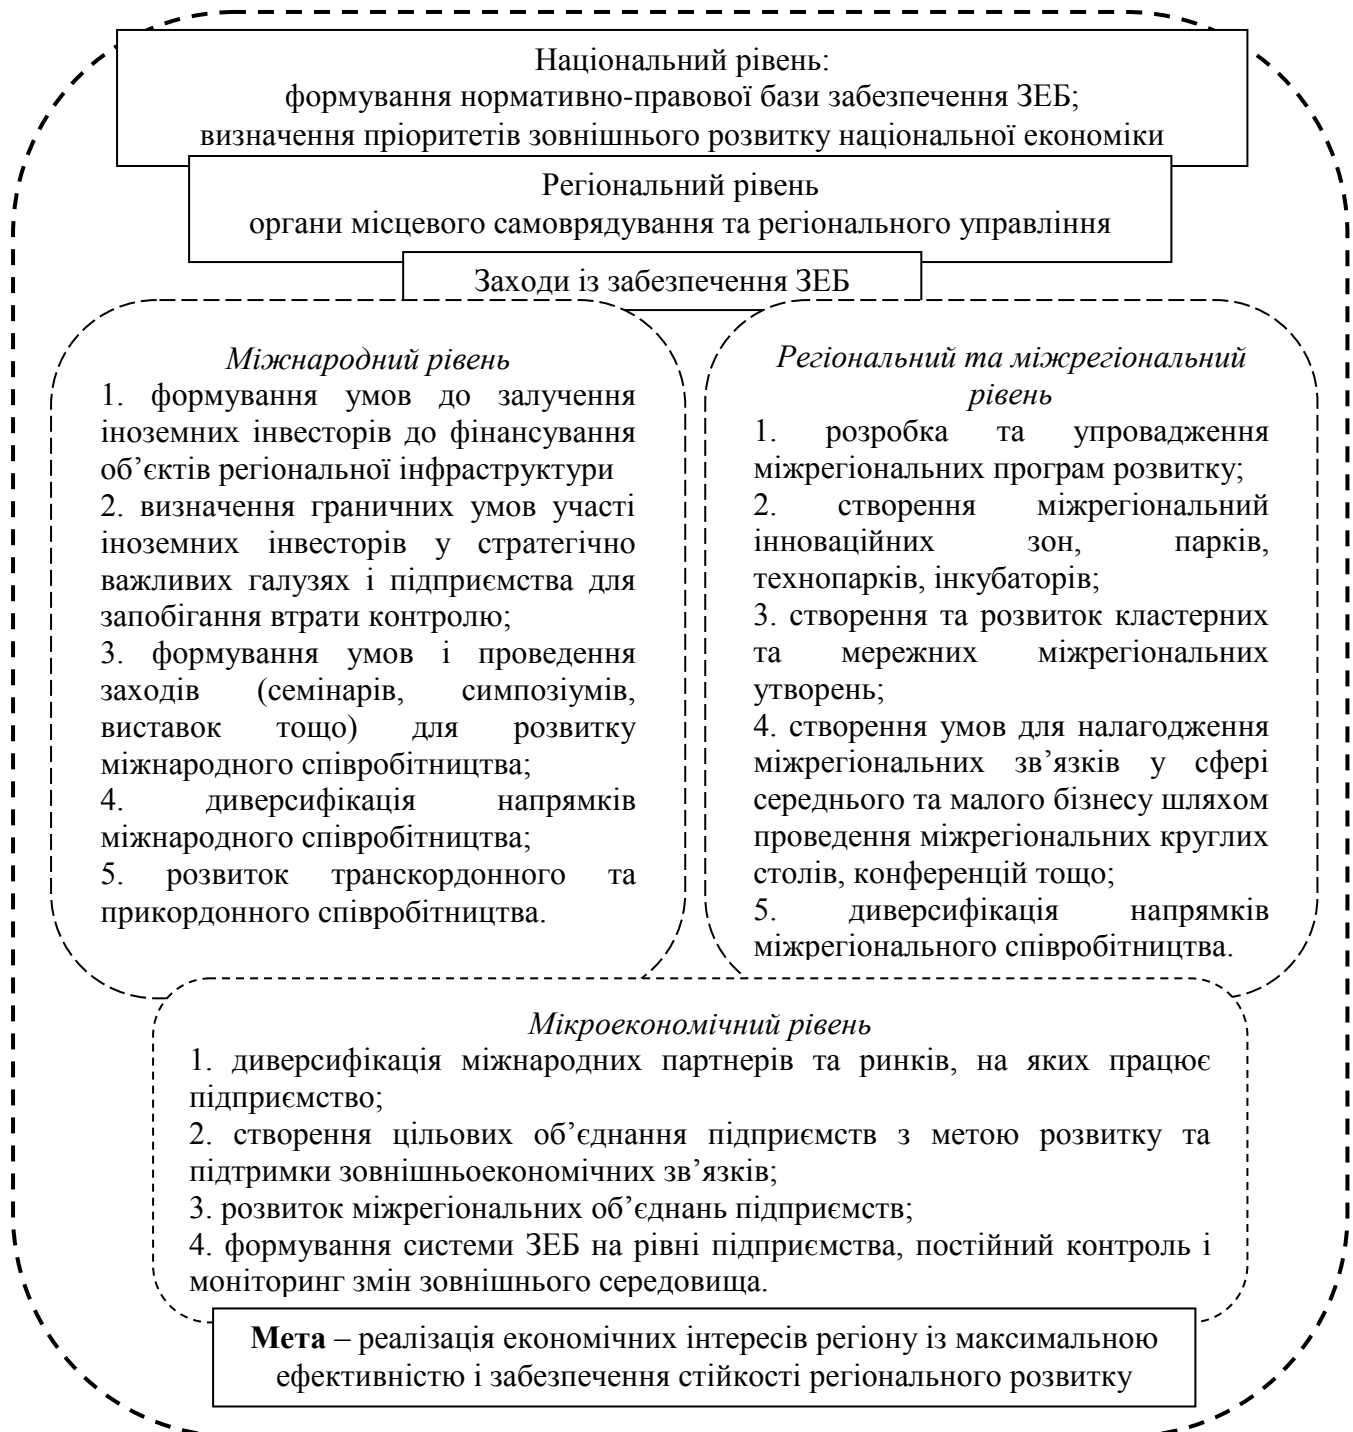 Національний рівень:
формування нормативно-правової бази забезпечення ЗЕБ;
визначення пріоритетів зовнішнього розвитку національної економіки
Регіональний рівень
органи місцевого самоврядування та регіонального управління
Заходи із забезпечення ЗЕБ
Міжнародний рівень
1. формування умов до залучення
іноземних інвесторів до фінансування
об’єктів регіональної інфраструктури
2. визначення граничних умов участі
іноземних інвесторів у стратегічно
важливих галузях і підприємства для
запобігання втрати контролю;
3. формування умов і проведення
заходів (семінарів, симпозіумів,
виставок тощо) для розвитку
міжнародного співробітництва;
4. диверсифікація напрямків
міжнародного співробітництва;
5. розвиток транскордонного та
прикордонного співробітництва.
Регіональний та міжрегіональний
рівень
1. розробка та упровадження
міжрегіональних програм розвитку;
2. створення міжрегіональний
інноваційних зон, парків,
технопарків, інкубаторів;
3. створення та розвиток кластерних
та мережних міжрегіональних
утворень;
4. створення умов для налагодження
міжрегіональних зв’язків у сфері
середнього та малого бізнесу шляхом
проведення міжрегіональних круглих
столів, конференцій тощо;
5. диверсифікація напрямків
міжрегіонального співробітництва.
Мікроекономічний рівень
1. диверсифікація міжнародних партнерів та ринків, на яких працює
підприємство;
2. створення цільових об’єднання підприємств з метою розвитку та
підтримки зовнішньоекономічних зв’язків;
3. розвиток міжрегіональних об’єднань підприємств;
4. формування системи ЗЕБ на рівні підприємства, постійний контроль і
моніторинг змін зовнішнього середовища.
Мета – реалізація економічних інтересів регіону із максимальною
ефективністю і забезпечення стійкості регіонального розвитку